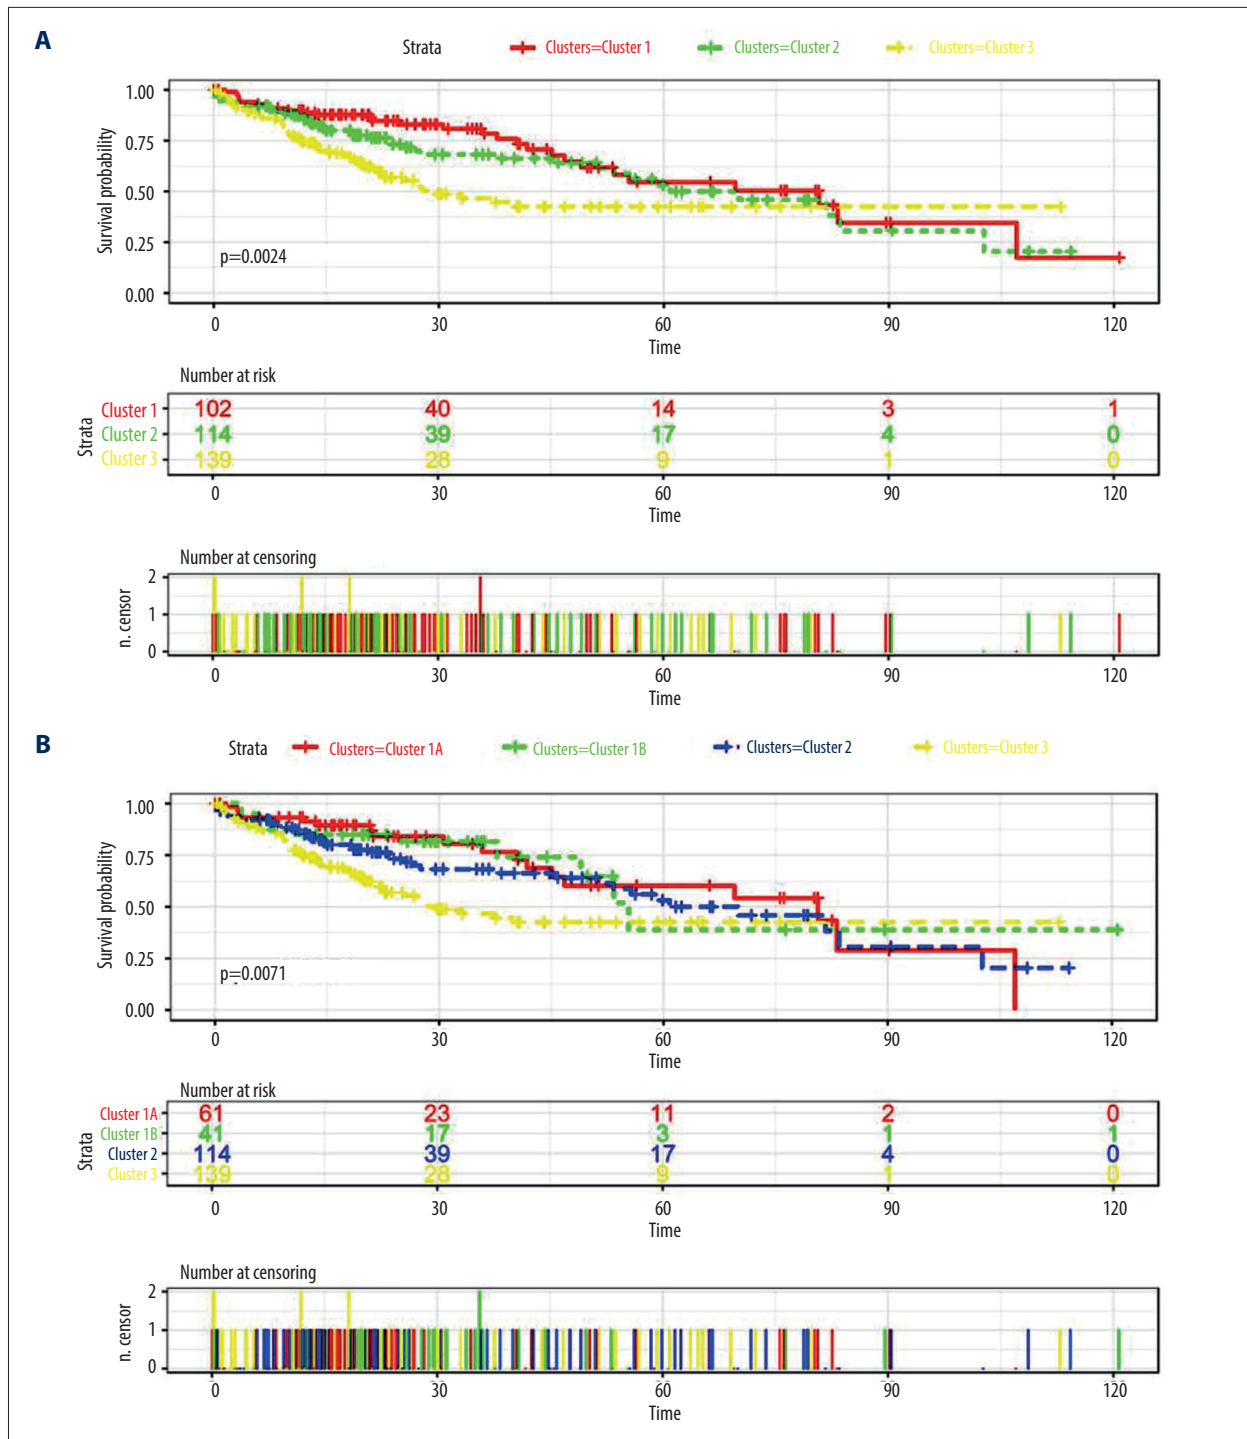 A
Strata Clusters=Cluster 1 Clusters=Cluster 2 Clusters=Cluster 3
Survival probability
1.00
0.75
0.50
0.25
0.00
p=0.0024
0 30 60 90 120
Time
Number at risk
Strata
Cluster 1 102 40 14 3 1
Cluster 2 114 39 17 4 0
Cluster 3 139 28 9 1 0
0 30 60 90 120
Time
Number at censoring
n. censor
2
1
0
0 30 60 90 120
Time
B
Strata Clusters=Cluster 1A Clusters=Cluster 1B Clusters=Cluster 2 Clusters=Cluster 3
Survival probability
1.00
0.75
0.50
0.25
0.00
p=0.0071
0 30 60 90 120
Time
Number at risk
Strata
Cluster 1A 61 23 11 2 0
Cluster 1B 41 17 3 1 1
Cluster 2 114 39 17 4 0
Cluster 3 139 28 9 1 0
0 30 60 90 120
Time
Number at censoring
n. censor
2
1
0
0 30 60 90 120
Time